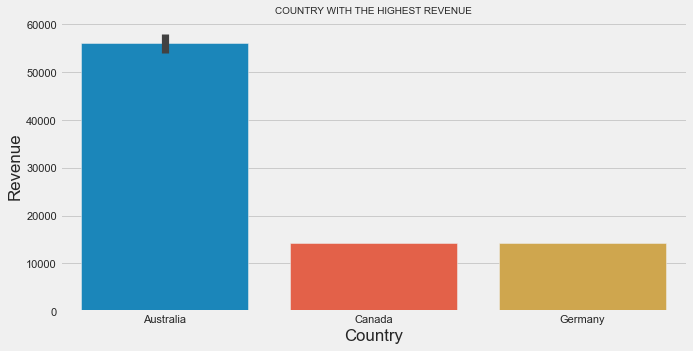 COUNTRY WITH THE HIGHEST REVENUE
60000
50000
40000
30000
20000
10000
0
Revenue
Australia Canada Germany
Country